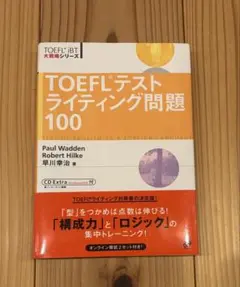 TOEFL iBT
大戦略シリーズ
TOEFL®テスト
ライティング問題
100
Paul Wadden
Robert Hilke
早川幸治 著
CD Extra
付
TOEFLライティング対策書の決定版!
「型」をつかめば点数は伸びる!
「構成力」と「ロジック」の
集中トレーニング!
オンライン模試2セット付き!